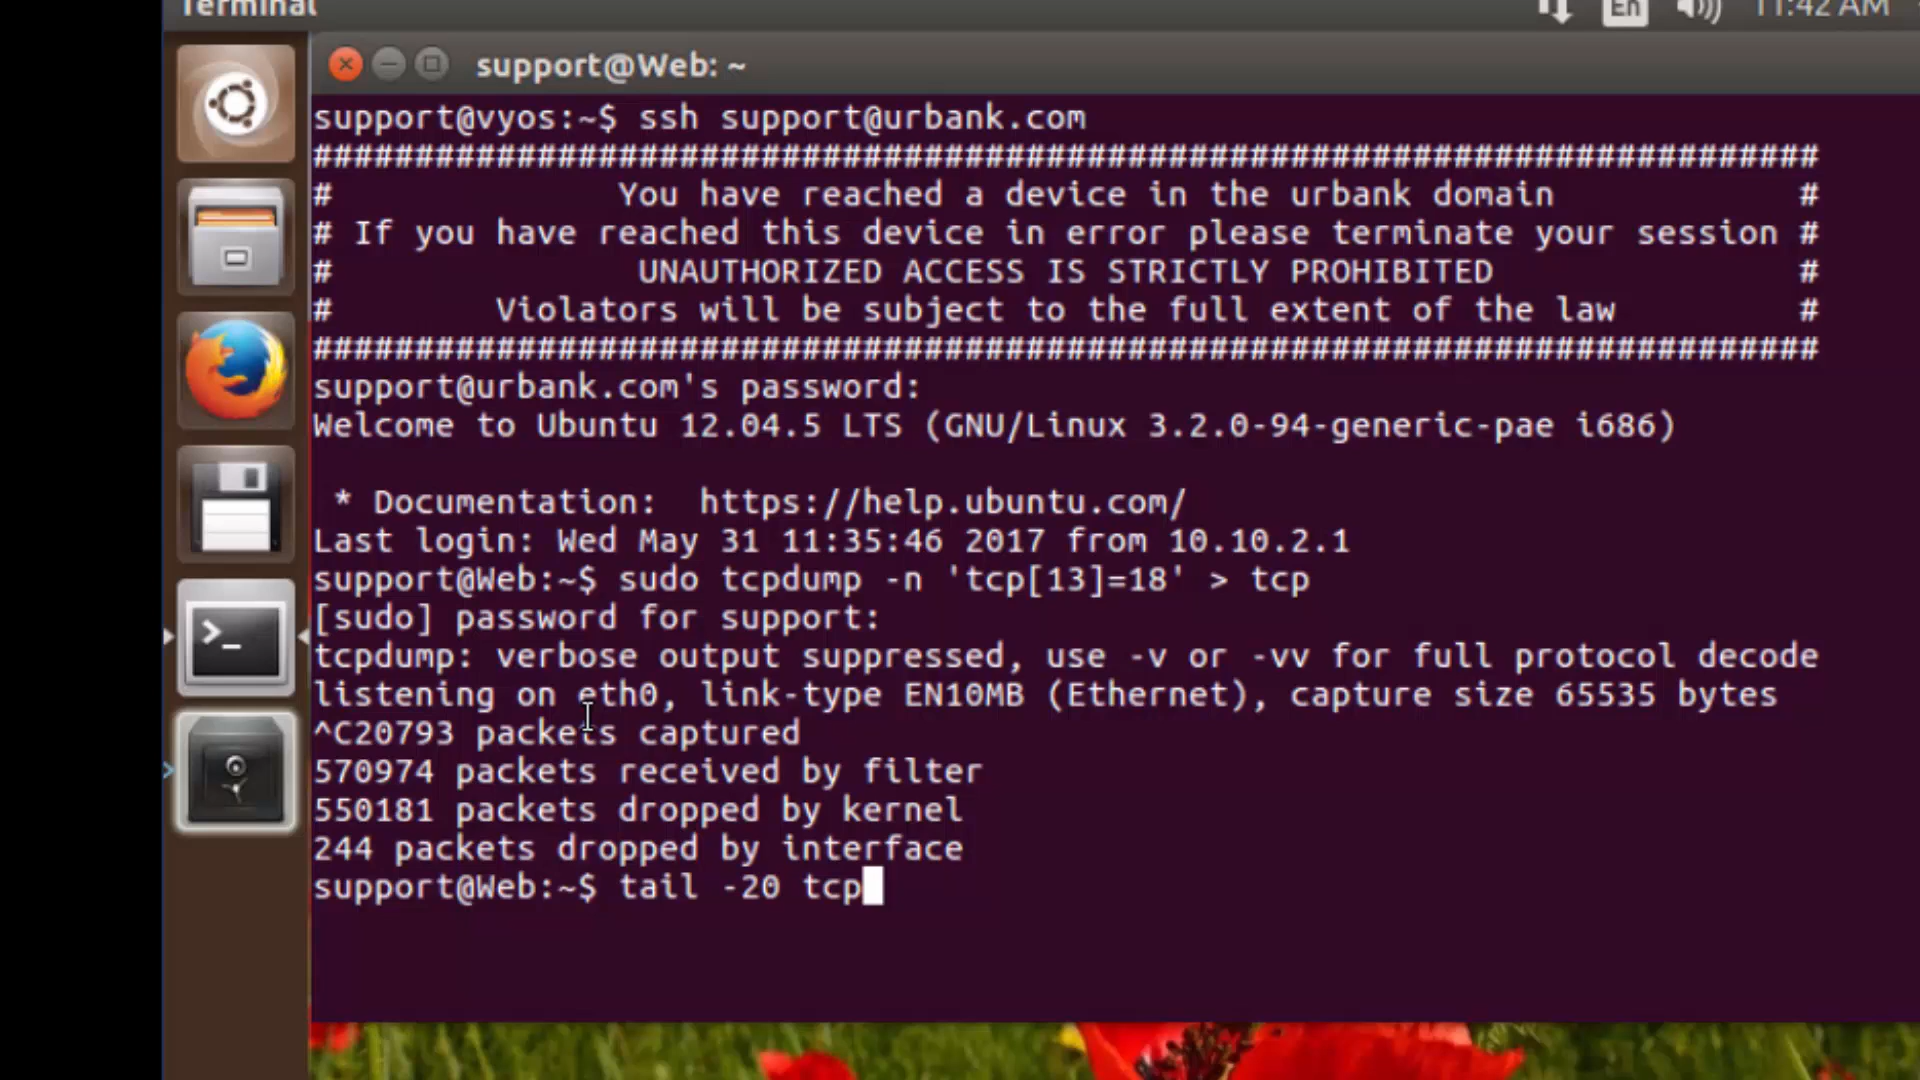 Terminal
En
11:42 AM
support@Web: ~
support@vyos:~$ ssh support@urbank.com
##########################################################################
#              You have reached a device in the urbank domain            #
# If you have reached this device in error please terminate your session #
#               UNAUTHORIZED ACCESS IS STRICTLY PROHIBITED               #
#        Violators will be subject to the full extent of the law         #
##########################################################################
support@urbank.com's password:
Welcome to Ubuntu 12.04.5 LTS (GNU/Linux 3.2.0-94-generic-pae i686)
 * Documentation:  https://help.ubuntu.com/
Last login: Wed May 31 11:35:46 2017 from 10.10.2.1
support@Web:~$ sudo tcpdump -n 'tcp[13]=18' > tcp
[sudo] password for support:
tcpdump: verbose output suppressed, use -v or -vv for full protocol decode
listening on eth0, link-type EN10MB (Ethernet), capture size 65535 bytes
^C20793 packets captured
570974 packets received by filter
550181 packets dropped by kernel
244 packets dropped by interface
support@Web:~$ tail -20 tcp